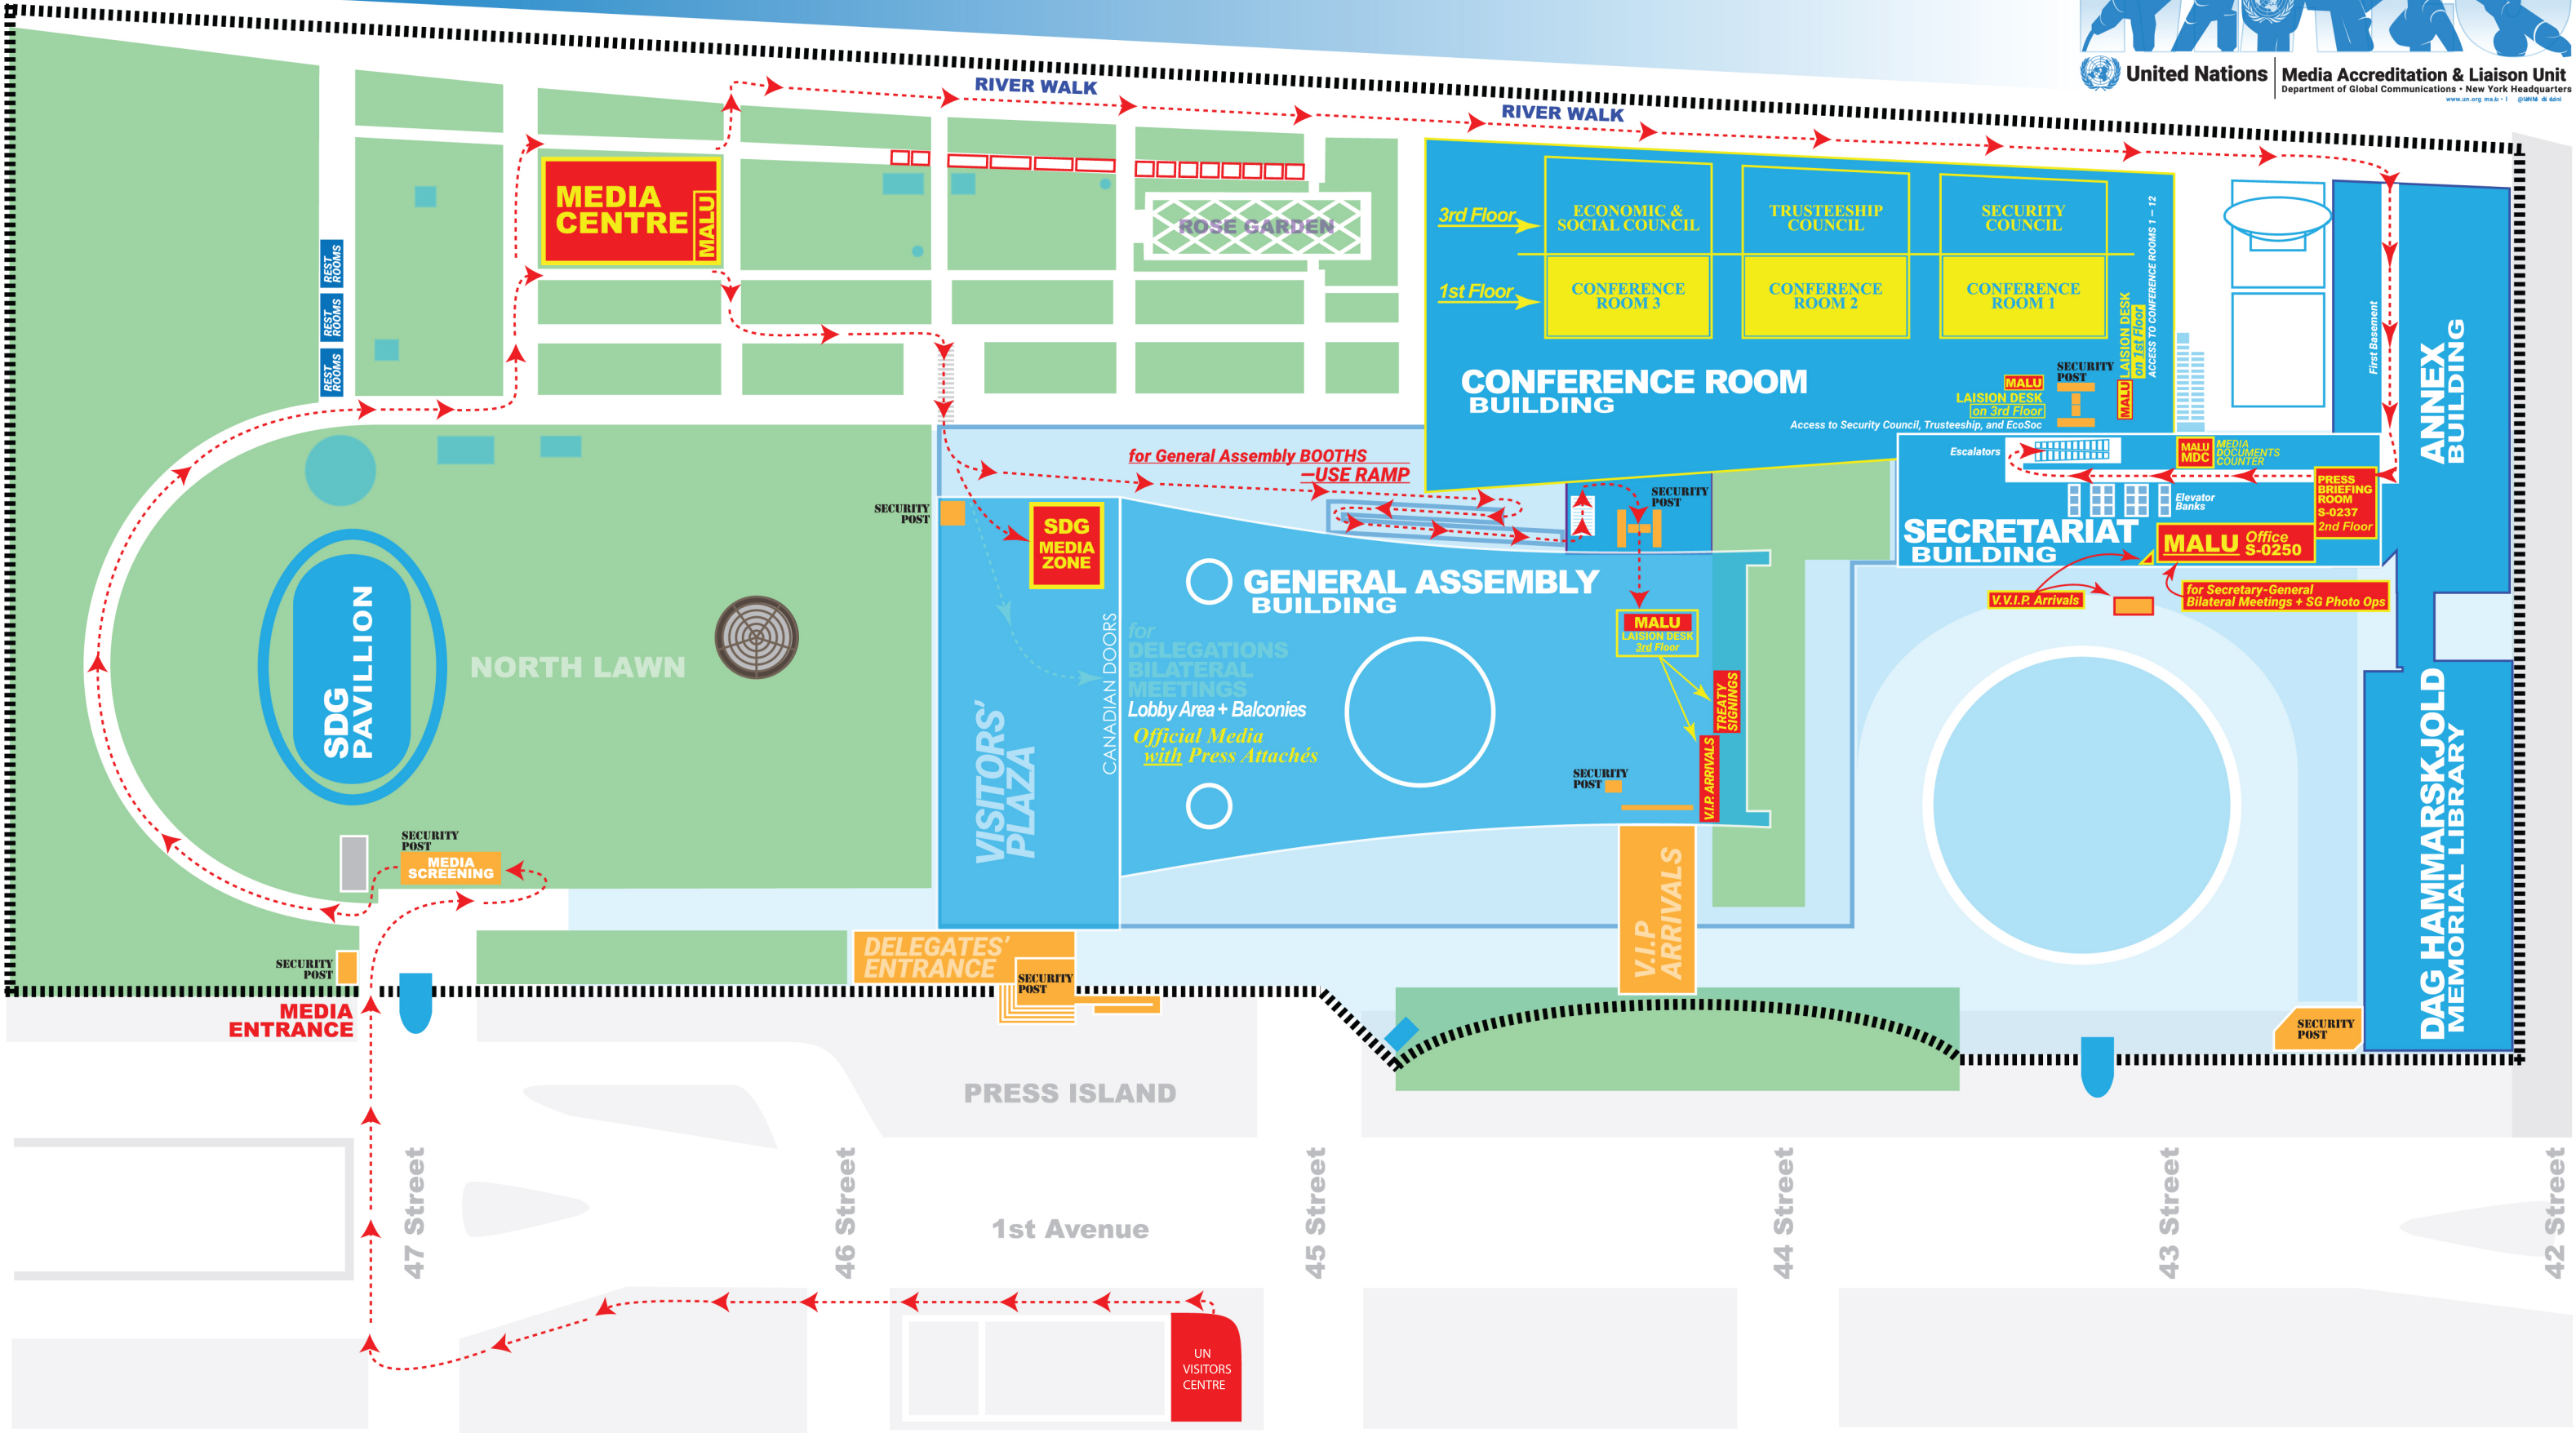 United Nations
Media Accreditation & Liaison Unit
Department of Global Communications • New York Headquarters
RIVER WALK
RIVER WALK
MEDIA
CENTRE
MALU
REST
ROOMS
REST
ROOMS
REST
ROOMS
ROSE GARDEN
3rd Floor
ECONOMIC &
SOCIAL COUNCIL
TRUSTEESHIP
COUNCIL
SECURITY
COUNCIL
1st Floor
CONFERENCE
ROOM 3
CONFERENCE
ROOM 2
CONFERENCE
ROOM 1
MALU
LAISION DESK
on 1st Floor
ACCESS TO CONFERENCE ROOMS 1 – 12
CONFERENCE ROOM
BUILDING
SECURITY
POST
MALU
LAISION DESK
on 3rd Floor
Access to Security Council, Trusteeship, and EcoSoc
First Basement
ANNEX
BUILDING
for General Assembly BOOTHS
—USE RAMP
Escalators
MALU
MDC
MEDIA
DOCUMENTS
COUNTER
PRESS
BRIEFING
ROOM
S-0237
2nd Floor
Elevator
Banks
SECRETARIAT
BUILDING
MALU Office
S-0250
V.V.I.P. Arrivals
for Secretary-General
Bilateral Meetings + SG Photo Ops
SECURITY
POST
SDG
MEDIA
ZONE
SECURITY
POST
GENERAL ASSEMBLY
BUILDING
MALU
LAISION DESK
3rd Floor
TREATY
SIGNINGS
V.I.P. ARRIVALS
SECURITY
POST
CANADIAN DOORS
for
DELEGATIONS
BILATERAL
MEETINGS
Lobby Area + Balconies
Official Media
with Press Attachés
VISITORS'
PLAZA
SDG
PAVILLION
NORTH LAWN
SECURITY
POST
MEDIA
SCREENING
SECURITY
POST
MEDIA
ENTRANCE
DELEGATES'
ENTRANCE
SECURITY
POST
V.I.P
ARRIVALS
DAG HAMMARSKJOLD
MEMORIAL LIBRARY
SECURITY
POST
PRESS ISLAND
1st Avenue
47 Street
46 Street
45 Street
44 Street
43 Street
42 Street
UN
VISITORS
CENTRE